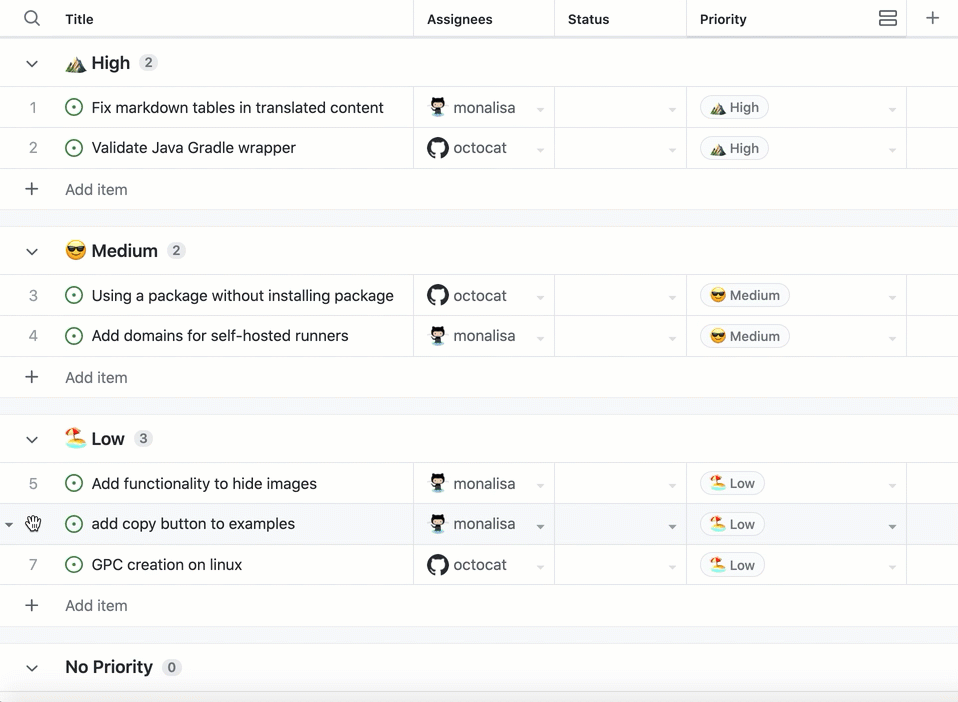 Title Assignees Status Priority
High 2
1 Fix markdown tables in translated content monalisa High
2 Validate Java Gradle wrapper octocat High
Add item
Medium 2
3 Using a package without installing package octocat Medium
4 Add domains for self-hosted runners monalisa Medium
Add item
Low 3
5 Add functionality to hide images monalisa Low
add copy button to examples monalisa Low
7 GPC creation on linux octocat Low
Add item
No Priority 0